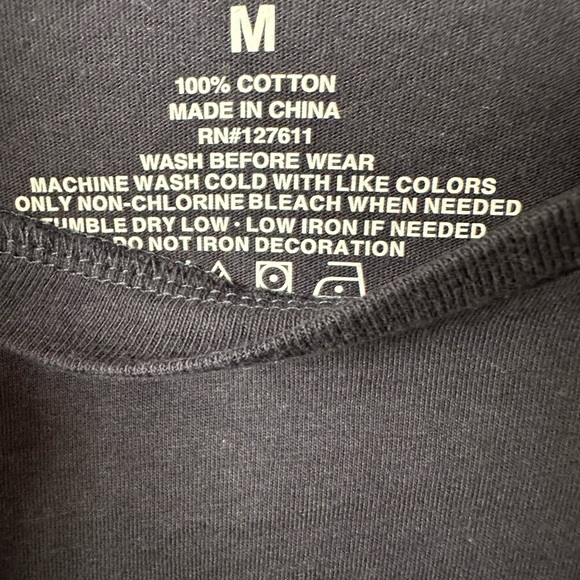 M
100% COTTON
MADE IN CHINA
RN#127611
WASH BEFORE WEAR
MACHINE WASH COLD WITH LIKE COLORS
ONLY NON-CHLORINE BLEACH WHEN NEEDED
TUMBLE DRY LOW · LOW IRON IF NEEDED
DO NOT IRON DECORATION